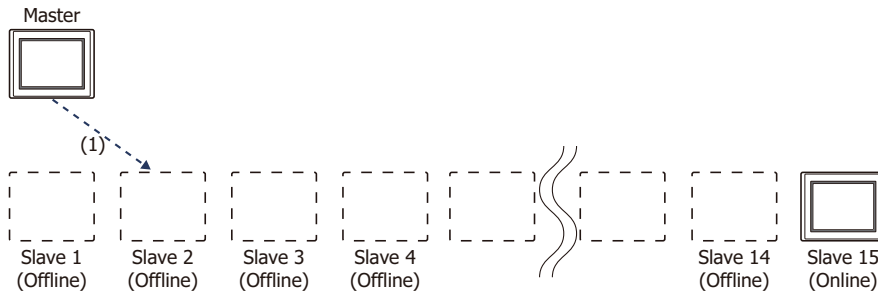 Master
(1)
Slave 1
(Offline)
Slave 2
(Offline)
Slave 3
(Offline)
Slave 4
(Offline)
Slave 14
(Offline)
Slave 15
(Online)